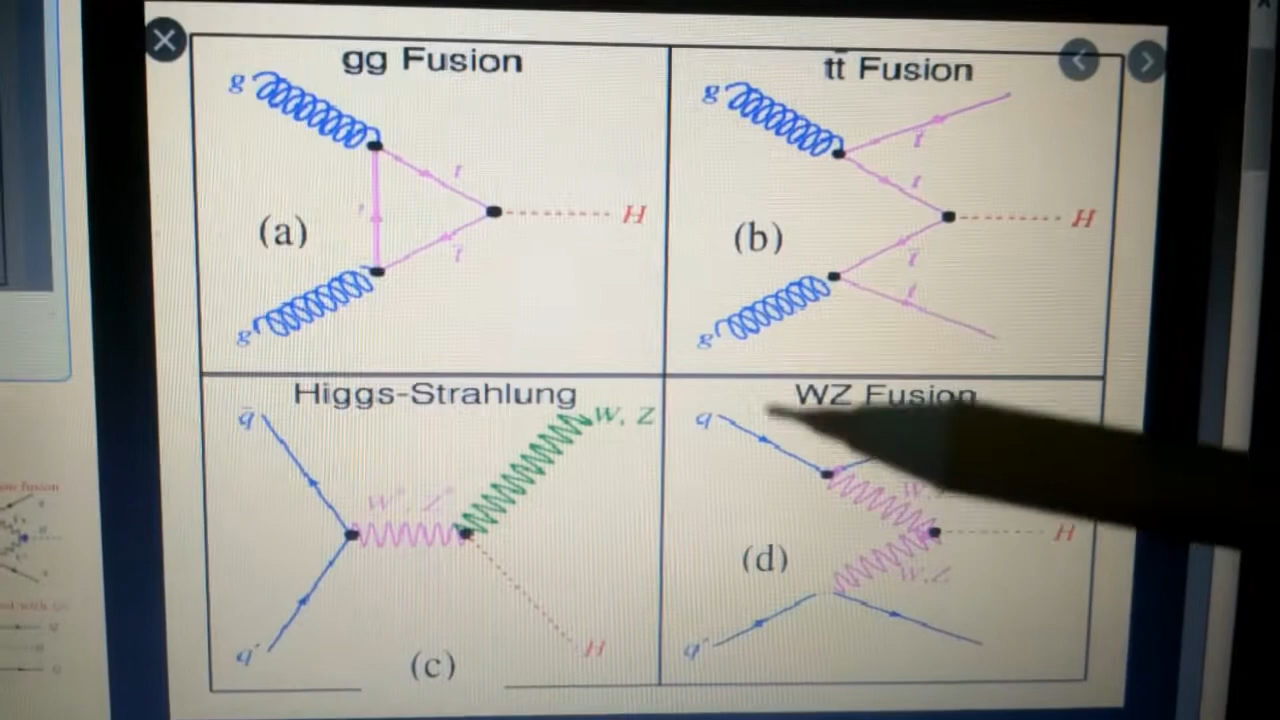 gg Fusion
g
t
t̄
(a)
H
g
tt̄ Fusion
g
t̄
t
(b)
H
t̄
t
g
Higgs-Strahlung
q̄
W, Z
W*, Z*
H
q'
(c)
WZ Fusion
q
H
(d)
W,Z
q'